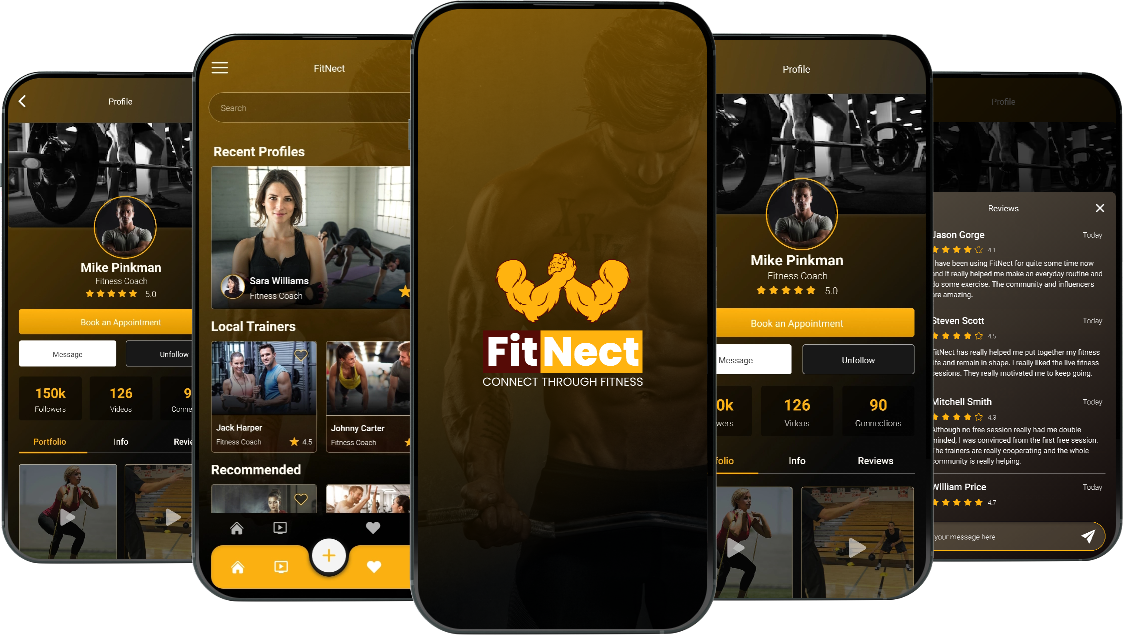 Profile
Mike Pinkman
Fitness Coach
5.0
Book an Appointment
Message
Unfollow
150k
Followers
126
Videos
9
Portfolio
Info
FitNect
Search
Recent Profiles
Sara Williams
Fitness Coach
Local Trainers
Jack Harper
Fitness Coach
4.5
Johnny Carter
Fitness Coach
Recommended
FitNect
CONNECT THROUGH FITNESS
Profile
Mike Pinkman
Fitness Coach
5.0
Book an Appointment
Message
Unfollow
0k
126
Videos
90
Connections
Info
Reviews
Profile
Reviews
Jason Gorge
Today
4.1
have been using FitNect for quite some time now
and it really helped me make an everyday routine and
do some exercise. The community and influencers
are amazing.
Steven Scott
Today
4.5
FitNect has really helped me put together my fitness
life and remain in shape. I really liked the live fitness
sessions. They really motivated me to keep going.
Mitchell Smith
Today
4.3
Although no free session really had me double
minded, I was convinced from the first free session.
The trainers are really cooperating and the whole
community is really helping.
William Price
Today
4.7
your message here